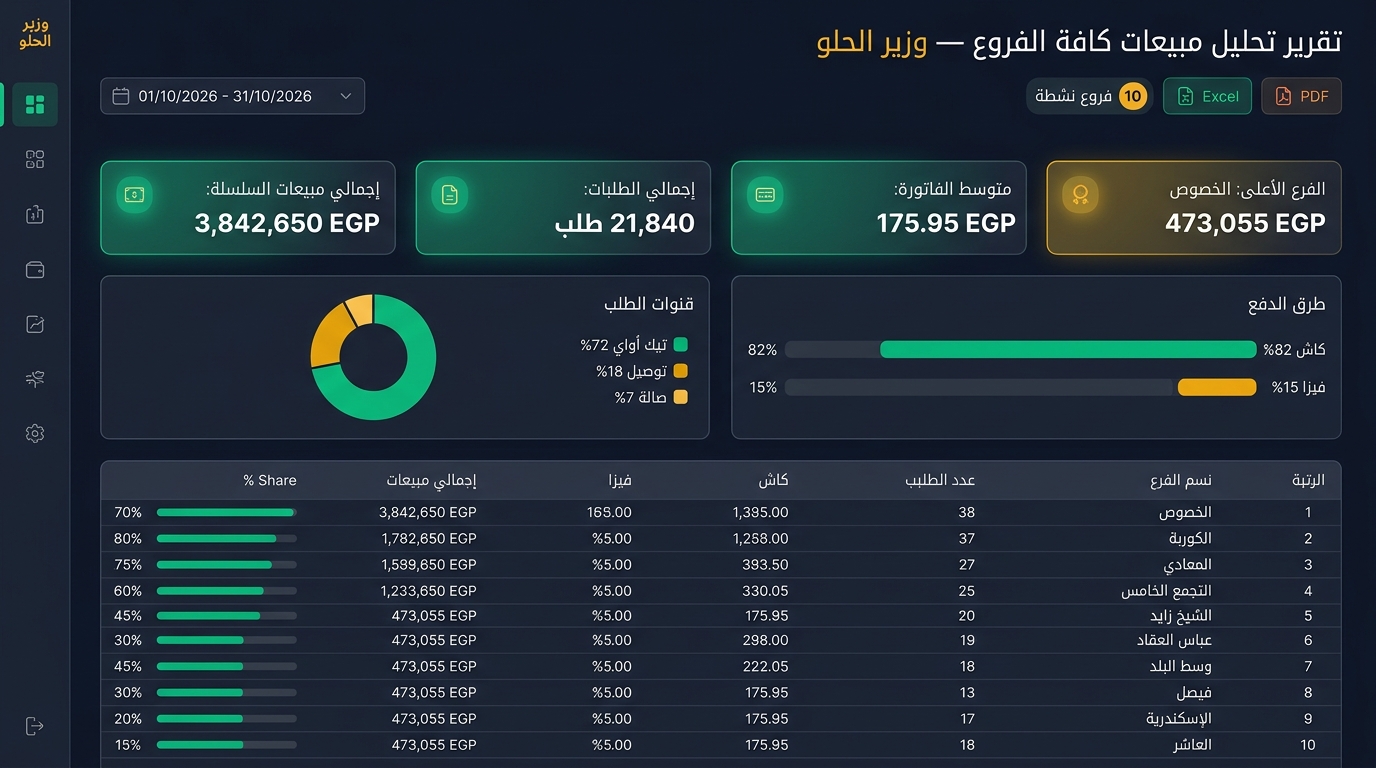 وزير
الحلو
تقرير تحليل مبيعات كافة الفروع — وزير الحلو
PDF
Excel
10 فروع نشطة
01/10/2026 - 31/10/2026
الفرع الأعلى: الخصوص
473,055 EGP
متوسط الفاتورة:
175.95 EGP
إجمالي الطلبات:
21,840 طلب
إجمالي مبيعات السلسلة:
3,842,650 EGP
طرق الدفع
كاش 82% 82%
فيزا 15% 15%
قنوات الطلب
تيك أواي 72%
توصيل 18%
صالة 7%
الرتبة نسم الفرع عدد الطلبب كاش فيزا إجمالي مبيعات % Share
1 الخصوص 38 1,395.00 165.00 3,842,650 EGP 70%
2 الكوربة 37 1,258.00 %5.00 1,782,650 EGP 80%
3 المعادي 27 393.50 %5.00 1,589,650 EGP 75%
4 التجمع الخامس 25 330.05 %5.00 1,233,650 EGP 60%
5 الشيخ زايد 20 175.95 %5.00 473,055 EGP 45%
6 عباس العقاد 19 298.00 %5.00 473,055 EGP 30%
7 وسط البلد 18 222.05 %5.00 473,055 EGP 45%
8 فيصل 13 175.95 %5.00 473,055 EGP 30%
9 الإسكندرية 17 175.95 %5.00 473,055 EGP 20%
10 العاشر 18 175.95 %5.00 473,055 EGP 15%